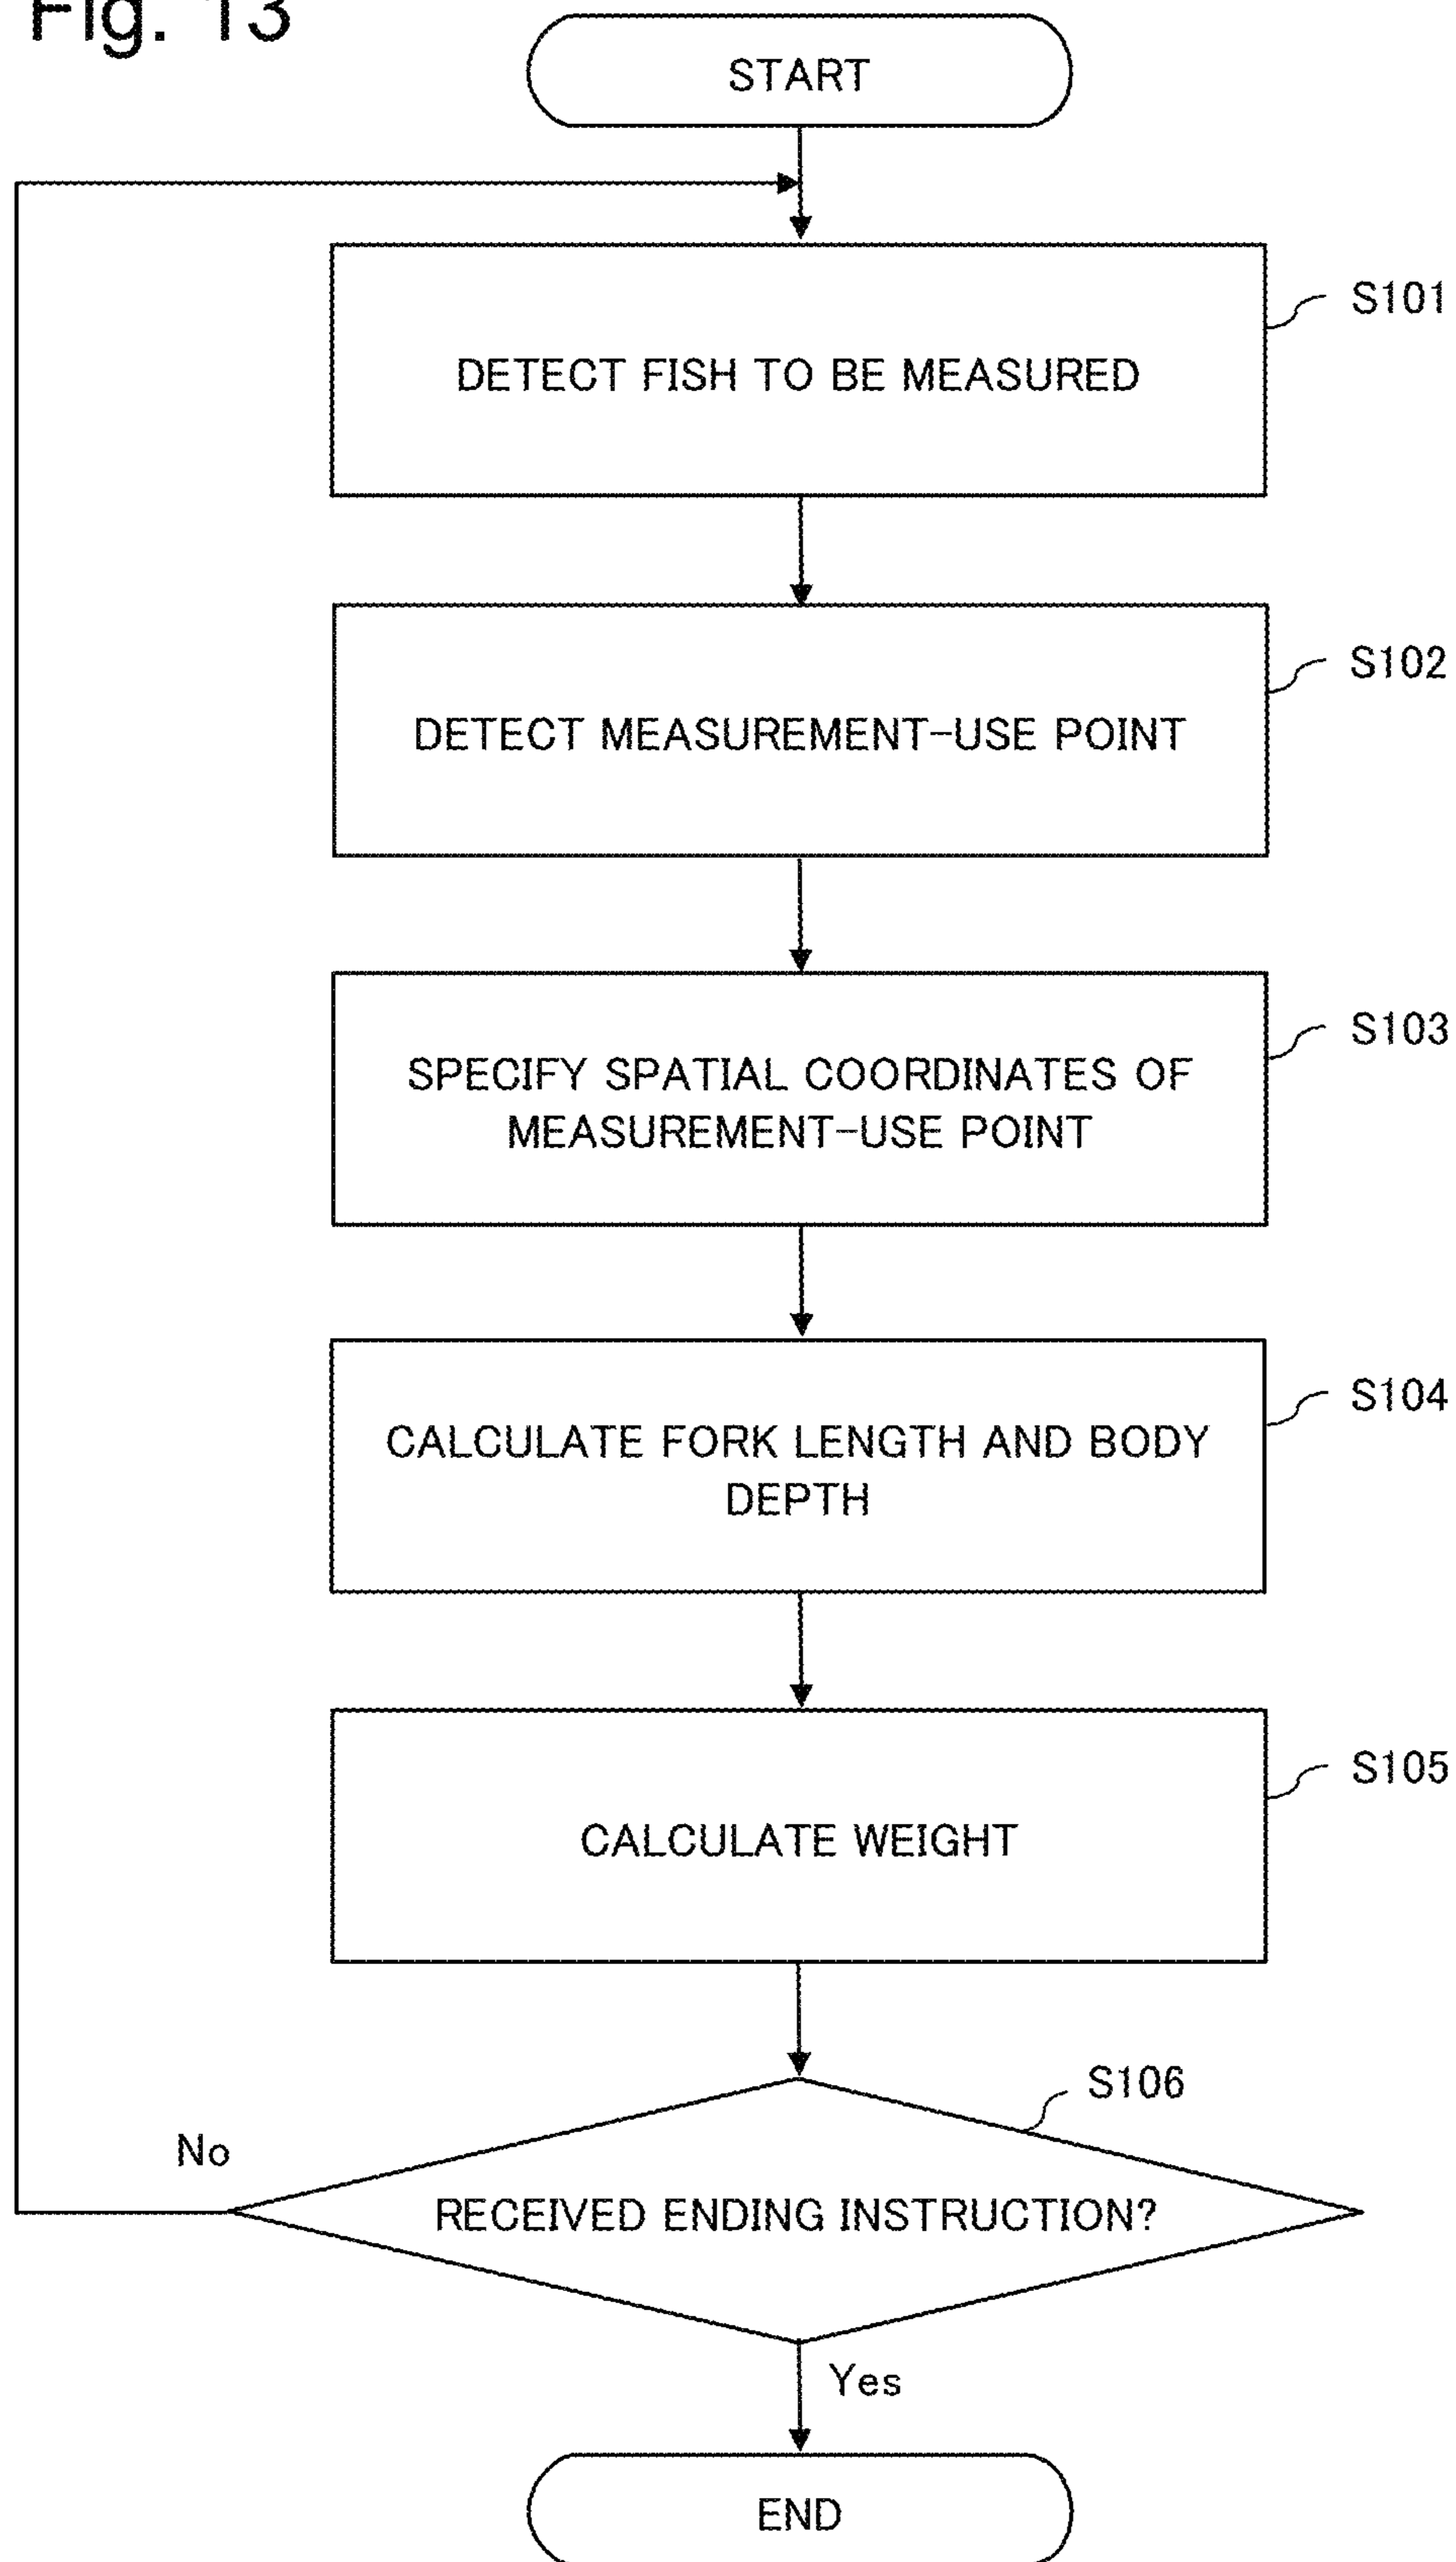 Fig. 13
START
S101
DETECT FISH TO BE MEASURED
S102
DETECT MEASUREMENT-USE POINT
S103
SPECIFY SPATIAL COORDINATES OF
MEASUREMENT-USE POINT
S104
CALCULATE FORK LENGTH AND BODY
DEPTH
S105
CALCULATE WEIGHT
S106
No
RECEIVED ENDING INSTRUCTION?
Yes
END